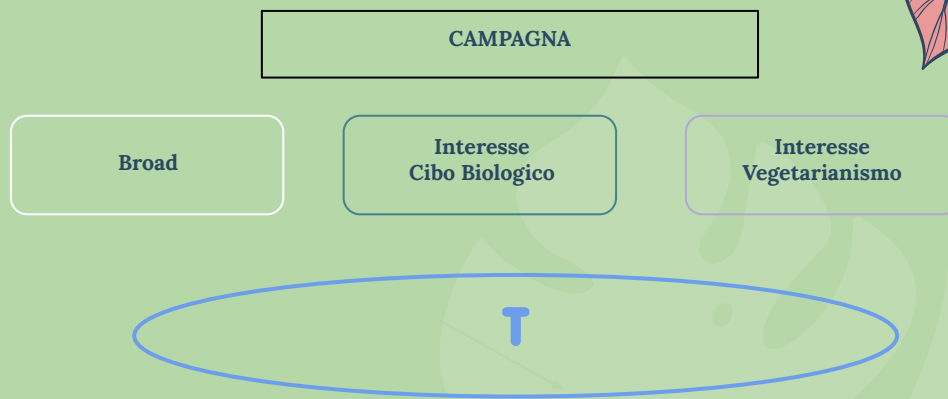 CAMPAGNA
Broad
Interesse
Cibo Biologico
Interesse
Vegetarianismo
T